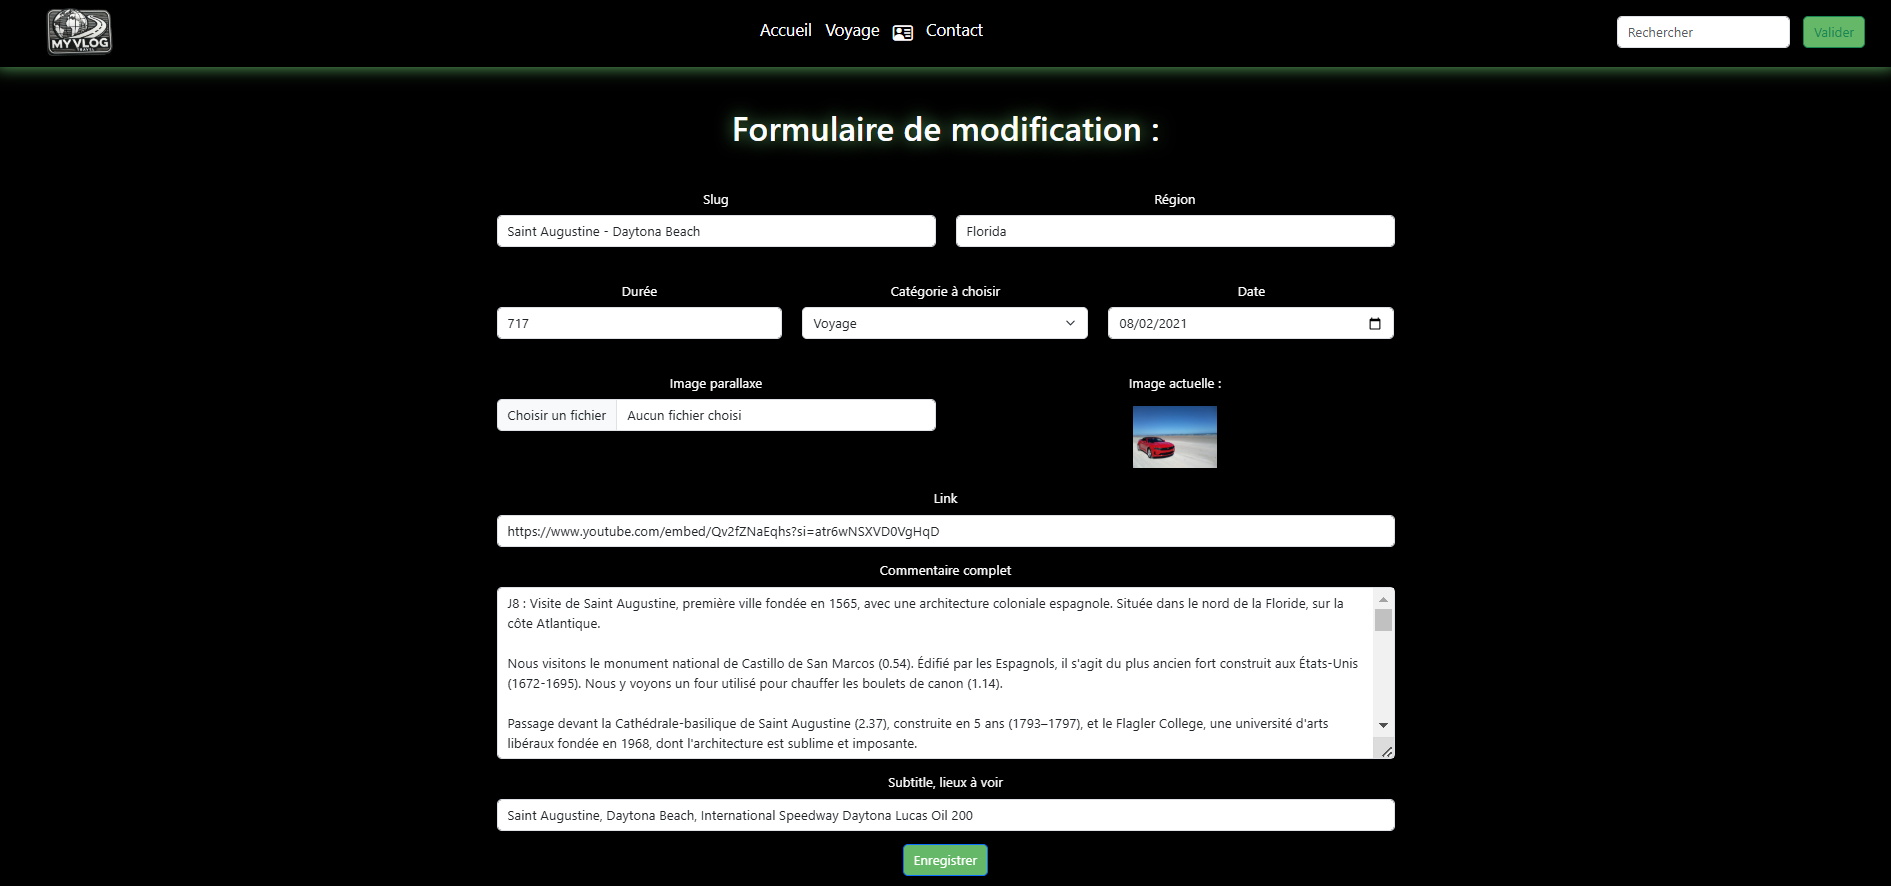 MYVLOG
TRAVEL
Accueil Voyage Contact
Rechercher
Valider
Formulaire de modification :
Slug
Région
Saint Augustine - Daytona Beach
Florida
Durée
Catégorie à choisir
Date
717
Voyage
08/02/2021
Image parallaxe
Image actuelle :
Choisir un fichier
Aucun fichier choisi
Link
https://www.youtube.com/embed/Qv2fZNaEqhs?si=atr6wNSXVD0VgHqD
Commentaire complet
J8 : Visite de Saint Augustine, première ville fondée en 1565, avec une architecture coloniale espagnole. Située dans le nord de la Floride, sur la
côte Atlantique.
Nous visitons le monument national de Castillo de San Marcos (0.54). Édifié par les Espagnols, il s'agit du plus ancien fort construit aux États-Unis
(1672-1695). Nous y voyons un four utilisé pour chauffer les boulets de canon (1.14).
Passage devant la Cathédrale-basilique de Saint Augustine (2.37), construite en 5 ans (1793–1797), et le Flagler College, une université d'arts
libéraux fondée en 1968, dont l'architecture est sublime et imposante.
Subtitle, lieux à voir
Saint Augustine, Daytona Beach, International Speedway Daytona Lucas Oil 200
Enregistrer